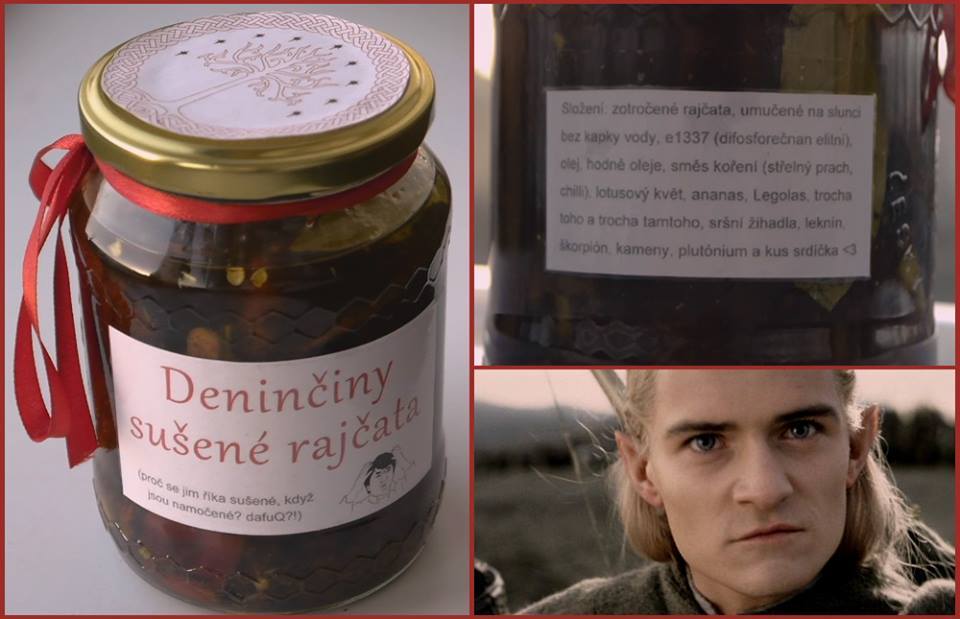 Deninčiny
sušené rajčata
(proč se jim říká sušené, když
jsou namočené? dafuQ?!)
Složení: zotročené rajčata, umučené na slunci
bez kapky vody, e1337 (difosforečnan elitní),
olej, hodně oleje, směs koření (střelný prach,
chilli), lotusový květ, ananas, Legolas, trocha
toho a trocha tamtoho, sršní žihadla, leknín,
škorpión, kameny, plutónium a kus srdíčka <3